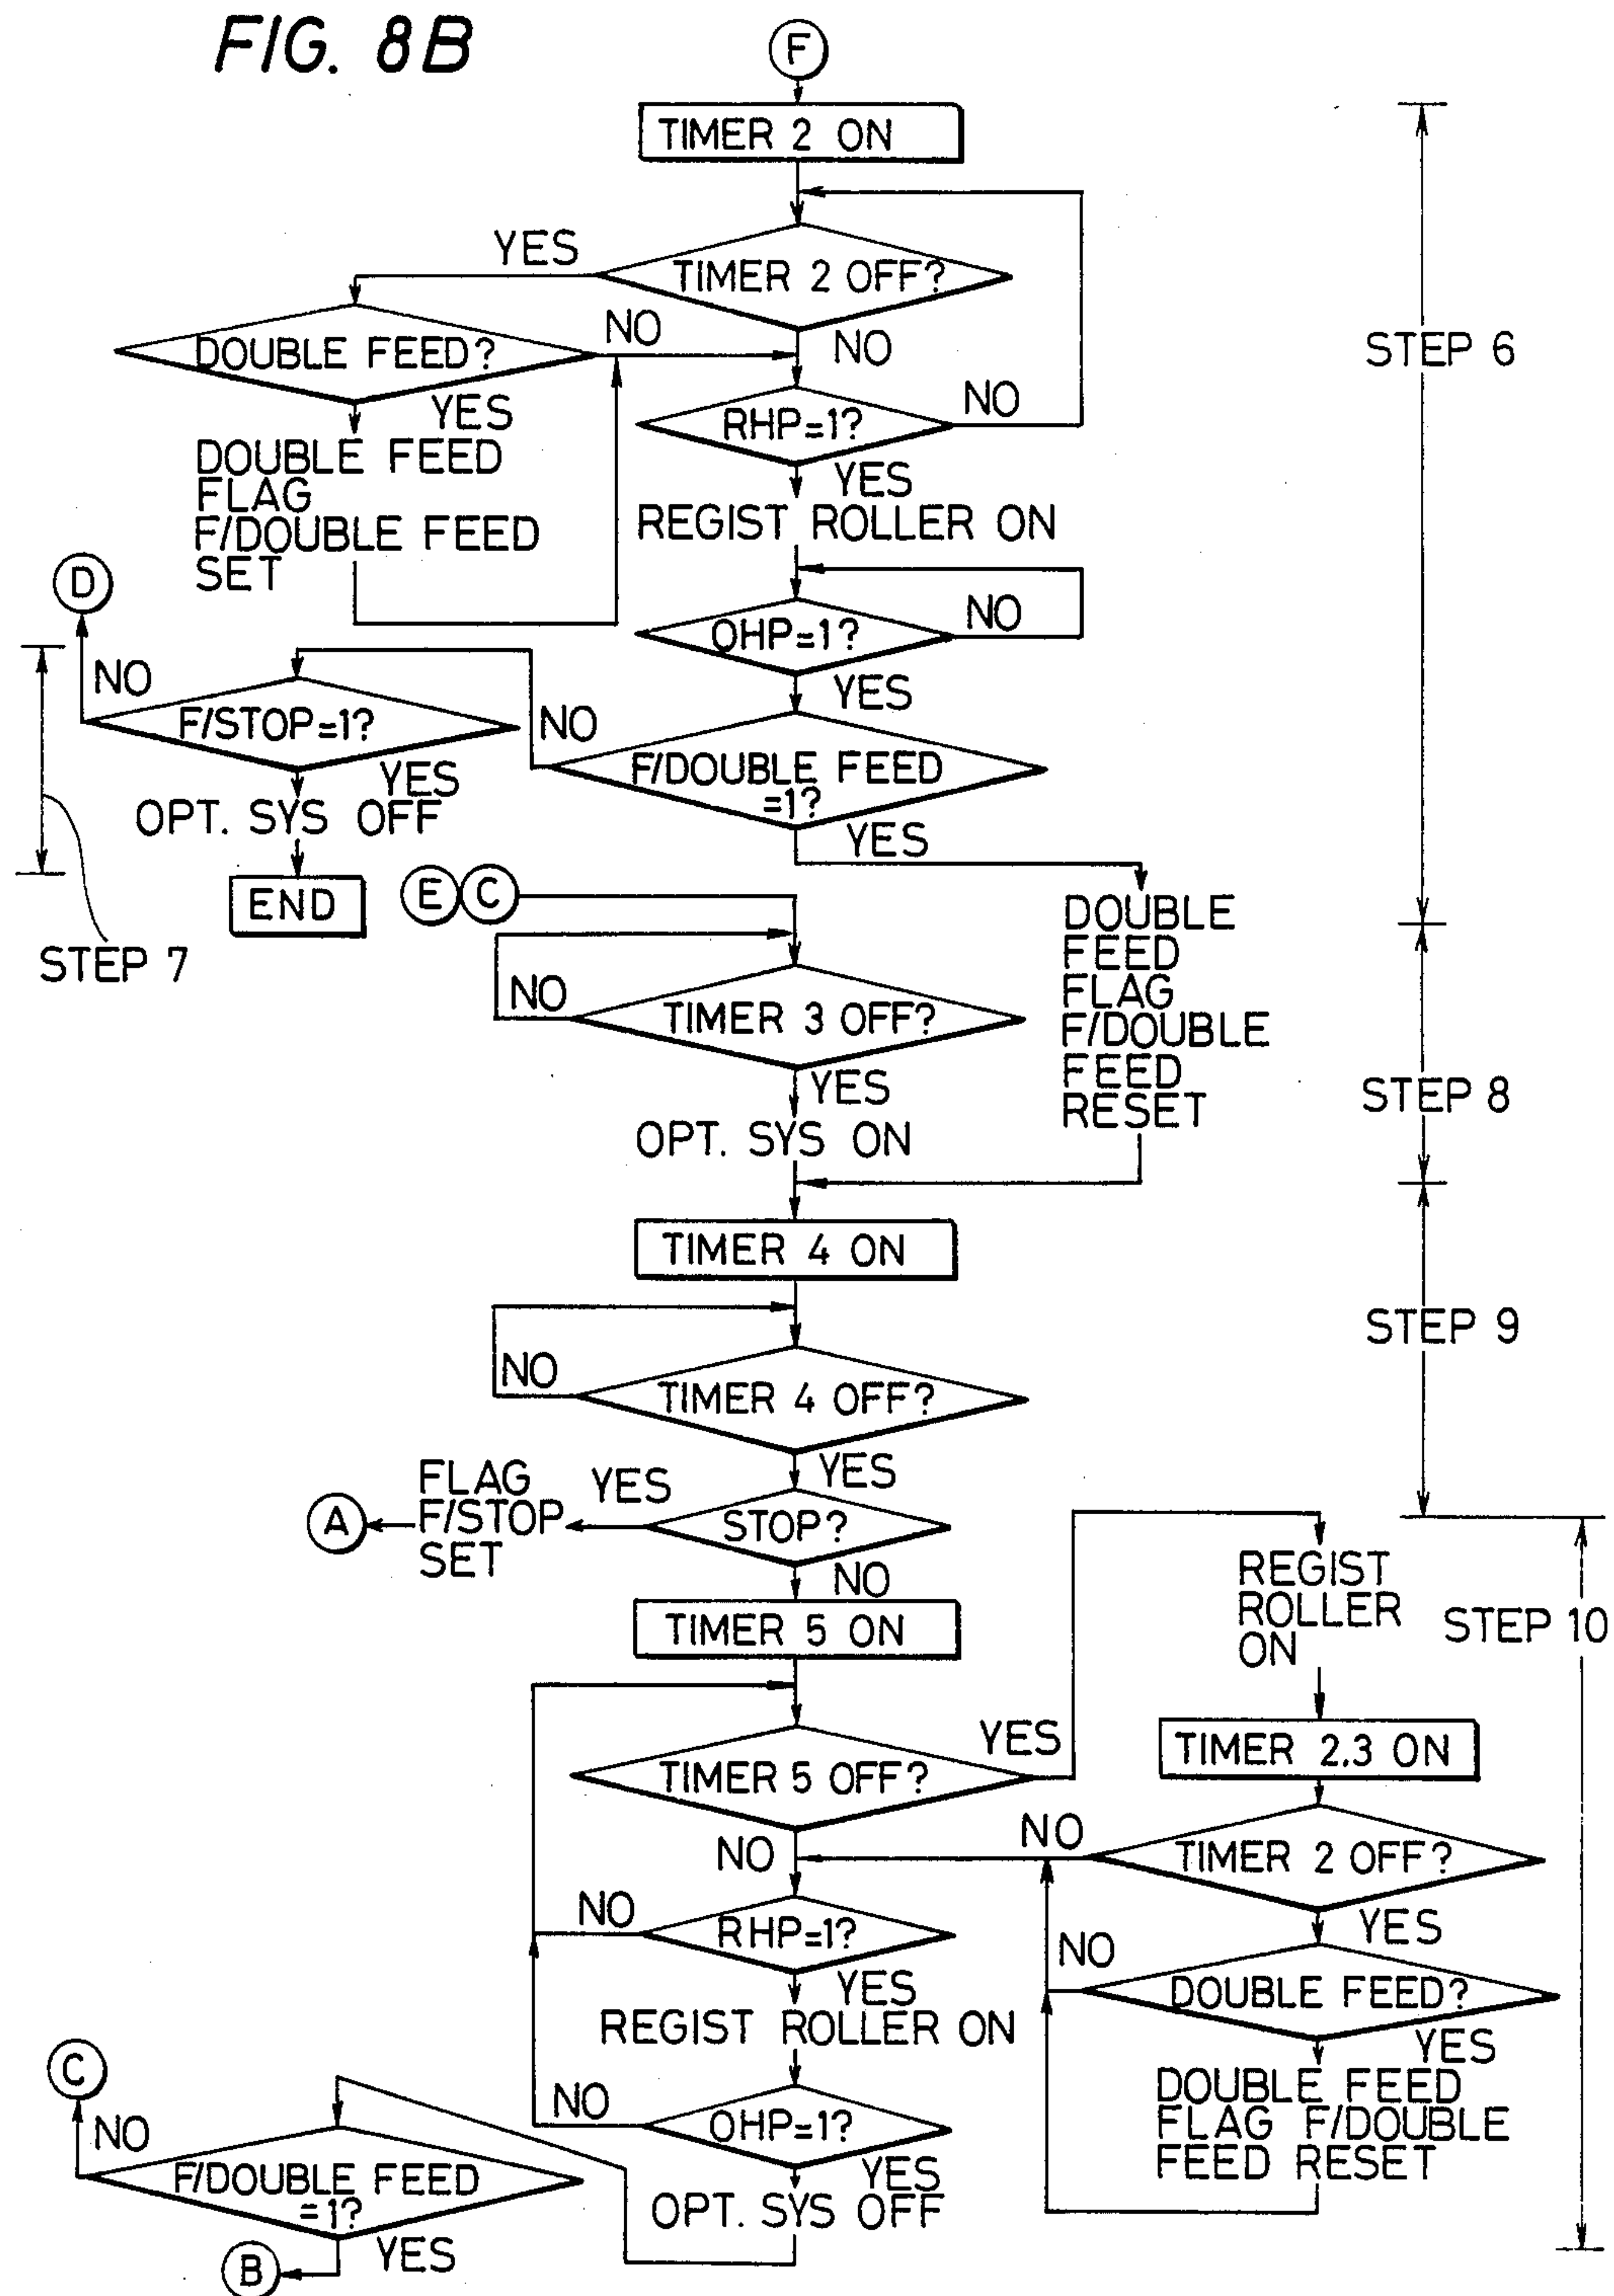 FIG. 8B
F
TIMER 2 ON
YES
TIMER 2 OFF?
NO
NO
DOUBLE FEED?
STEP 6
YES
RHP=1?
NO
DOUBLE FEED
FLAG
F/DOUBLE FEED
SET
YES
REGIST ROLLER ON
D
OHP=1?
NO
NO
YES
F/STOP=1?
NO
F/DOUBLE FEED
=1?
YES
OPT. SYS OFF
YES
END
E C
DOUBLE
FEED
FLAG
F/DOUBLE
FEED
RESET
STEP 7
NO
TIMER 3 OFF?
YES
STEP 8
OPT. SYS ON
TIMER 4 ON
STEP 9
NO
TIMER 4 OFF?
YES
FLAG
F/STOP
SET
YES
A
STOP?
NO
REGIST
ROLLER
ON
STEP 10
TIMER 5 ON
YES
TIMER 2.3 ON
TIMER 5 OFF?
NO
NO
TIMER 2 OFF?
NO
RHP=1?
YES
NO
YES
DOUBLE FEED?
REGIST ROLLER ON
YES
C
NO
OHP=1?
DOUBLE FEED
FLAG F/DOUBLE
FEED RESET
NO
YES
F/DOUBLE FEED
=1?
OPT. SYS OFF
YES
B